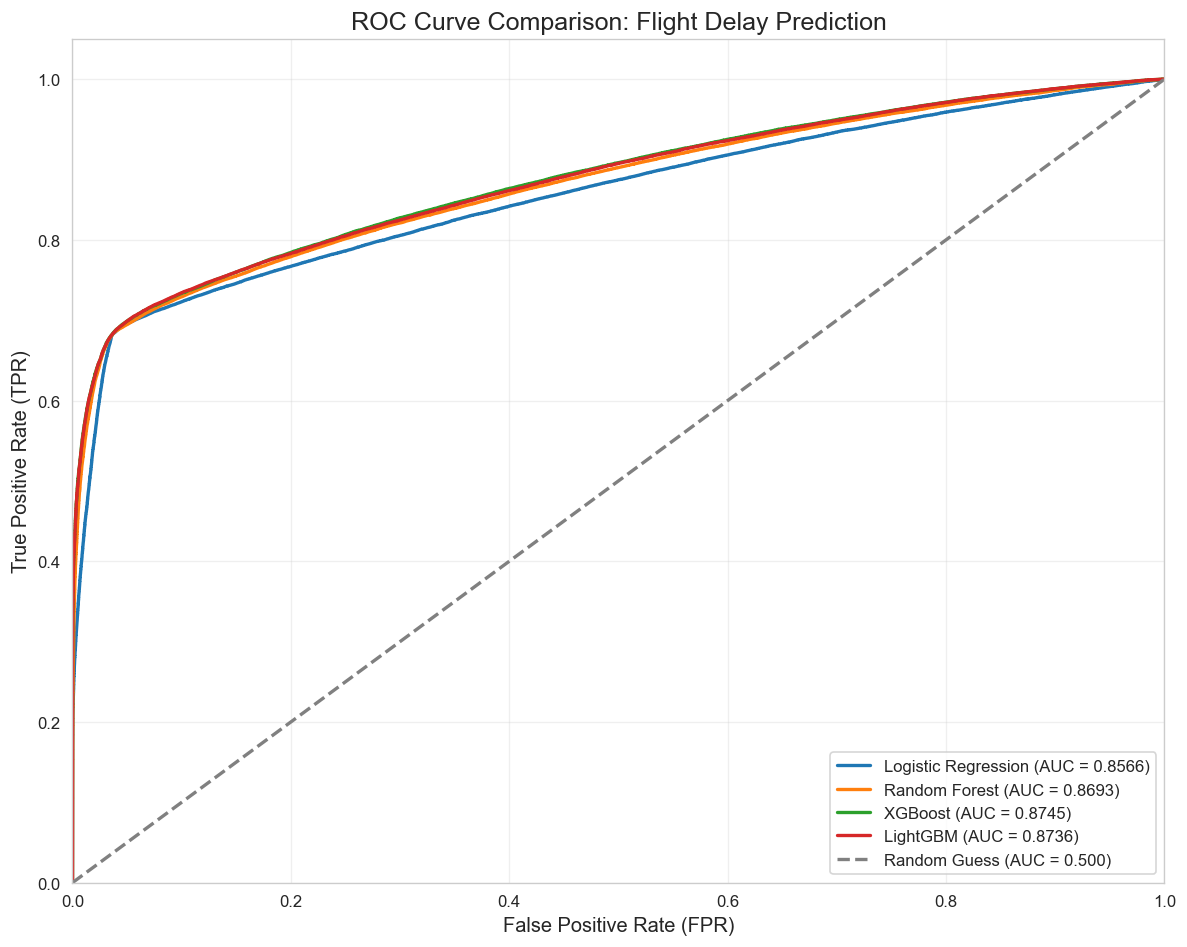 ROC Curve Comparison: Flight Delay Prediction
True Positive Rate (TPR)
1.0
0.8
0.6
0.4
0.2
0.0
0.0
0.2
0.4
0.6
0.8
1.0
False Positive Rate (FPR)
Logistic Regression (AUC = 0.8566)
Random Forest (AUC = 0.8693)
XGBoost (AUC = 0.8745)
LightGBM (AUC = 0.8736)
Random Guess (AUC = 0.500)